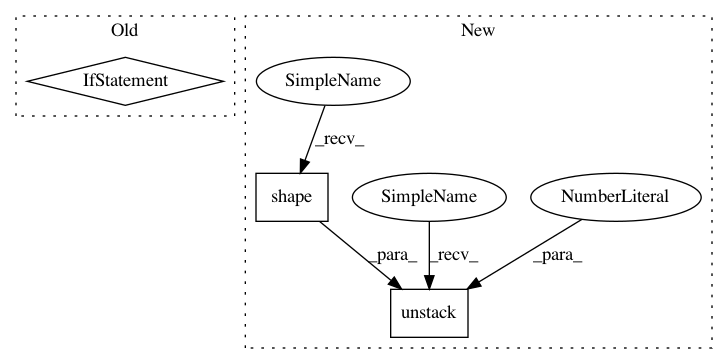 Old
New
IfStatement
SimpleName
_recv_
shape
SimpleName
NumberLiteral
_para_
_recv_
_para_
unstack